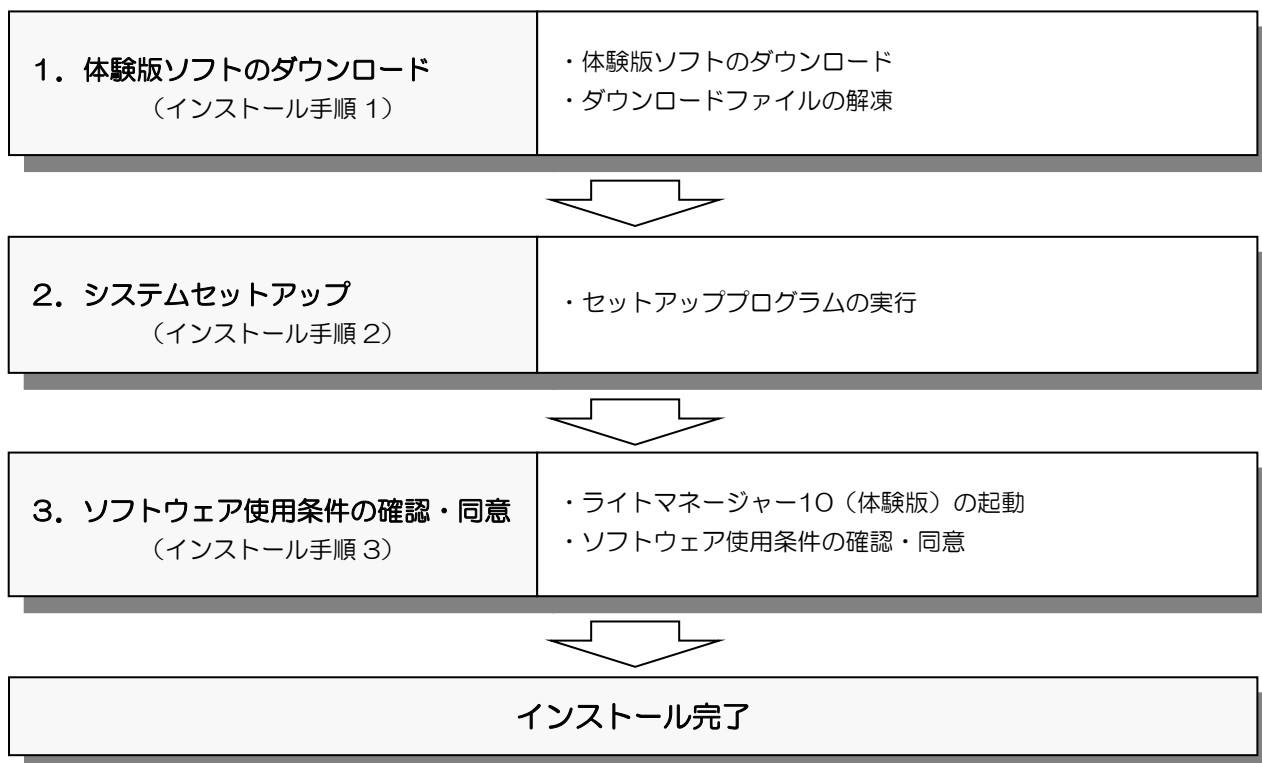 １．体験版ソフトのダウンロード
（インストール手順 1）
・体験版ソフトのダウンロード
・ダウンロードファイルの解凍
２．システムセットアップ
（インストール手順 2）
・セットアッププログラムの実行
３．ソフトウェア使用条件の確認・同意
（インストール手順 3）
・ライトマネージャー10（体験版）の起動
・ソフトウェア使用条件の確認・同意
インストール完了